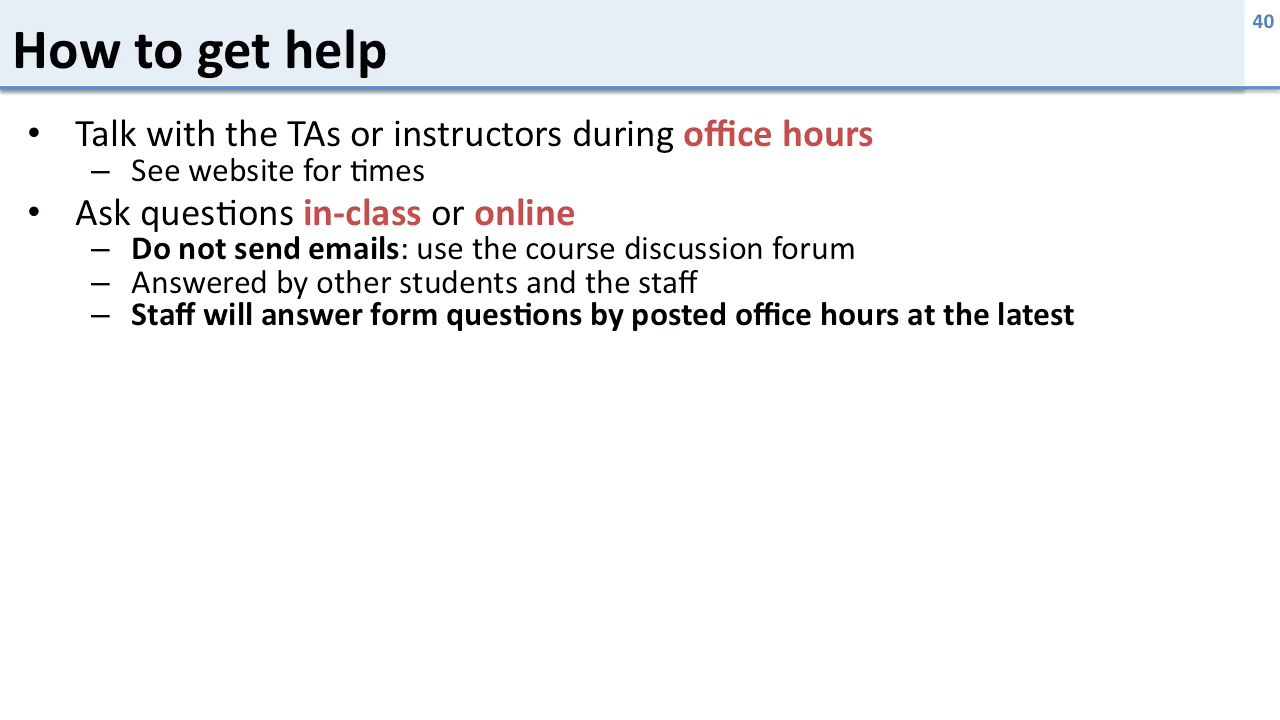 40
How to get help
• Talk with the TAs or instructors during office hours
– See website for times
• Ask questions in-class or online
– Do not send emails: use the course discussion forum
– Answered by other students and the staff
– Staff will answer form questions by posted office hours at the latest